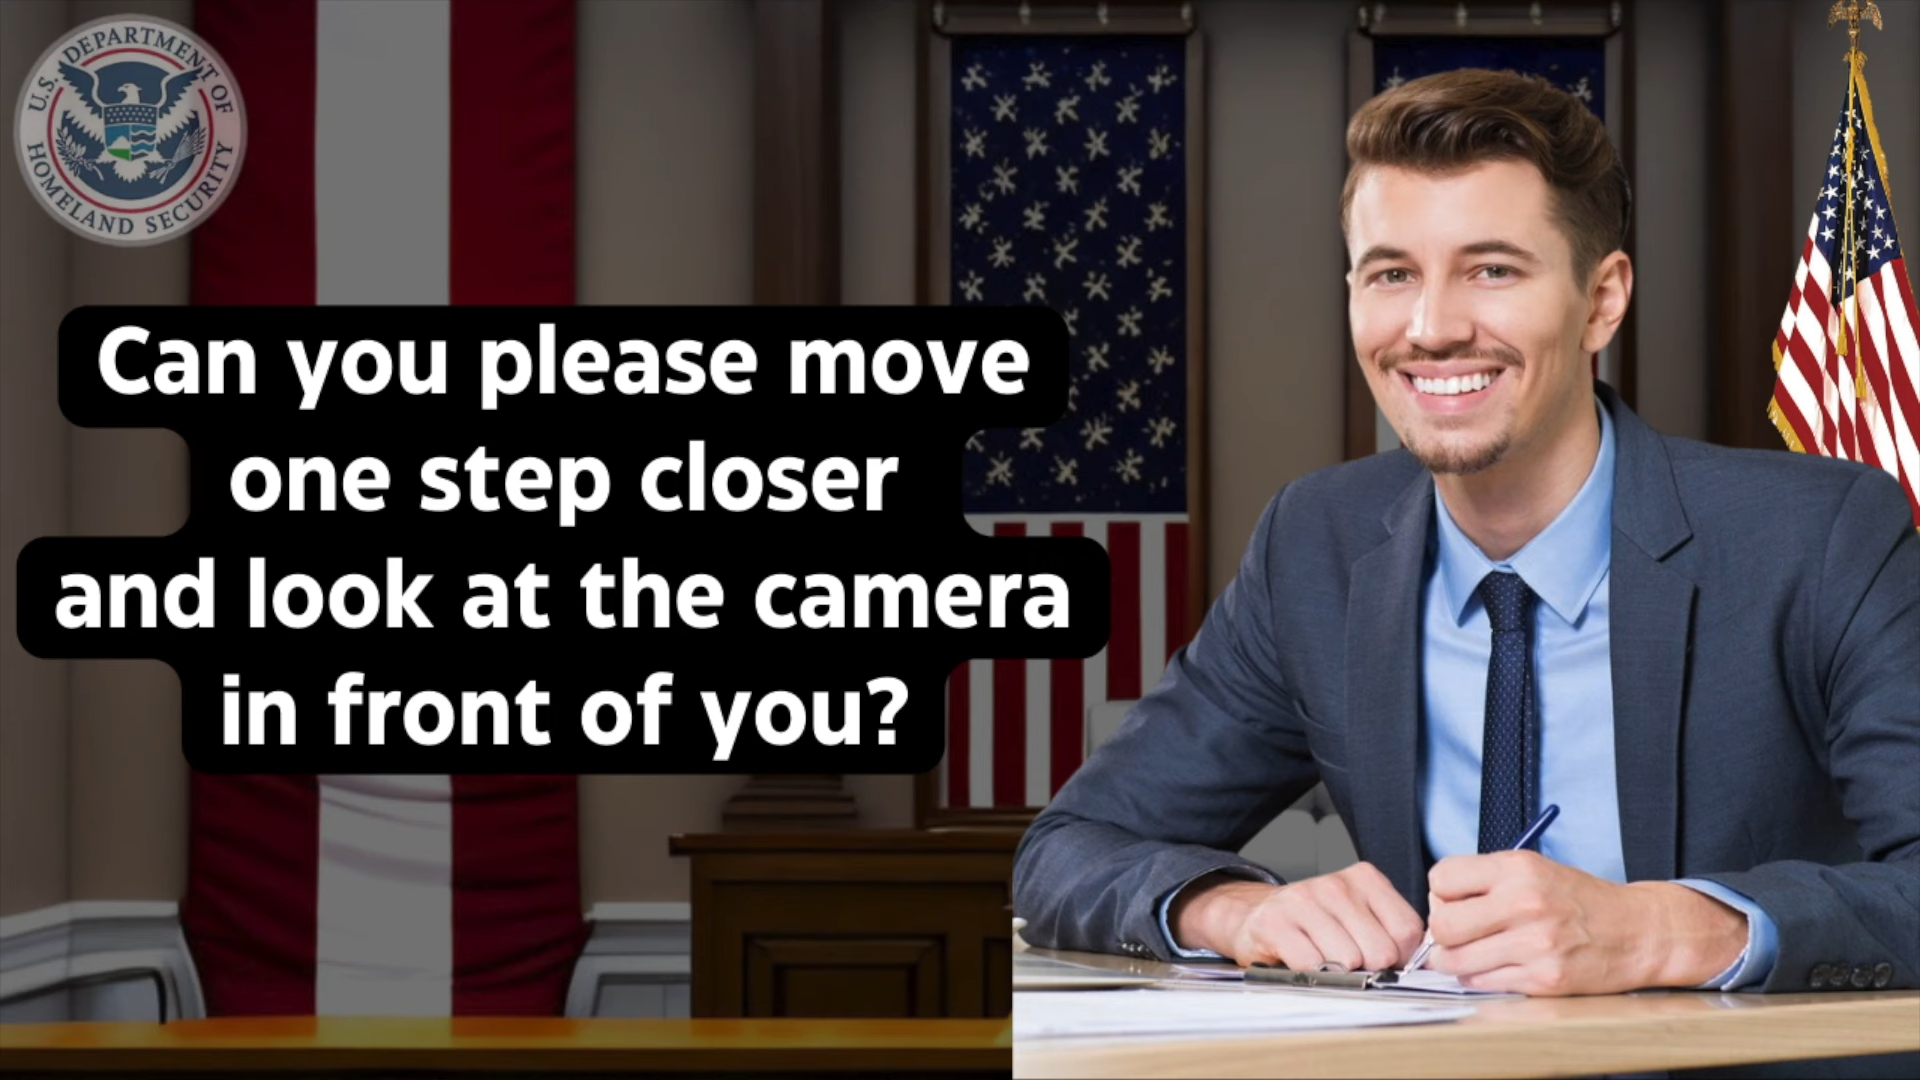 U.S. DEPARTMENT OF
HOMELAND SECURITY
Can you please move
one step closer
and look at the camera
in front of you?